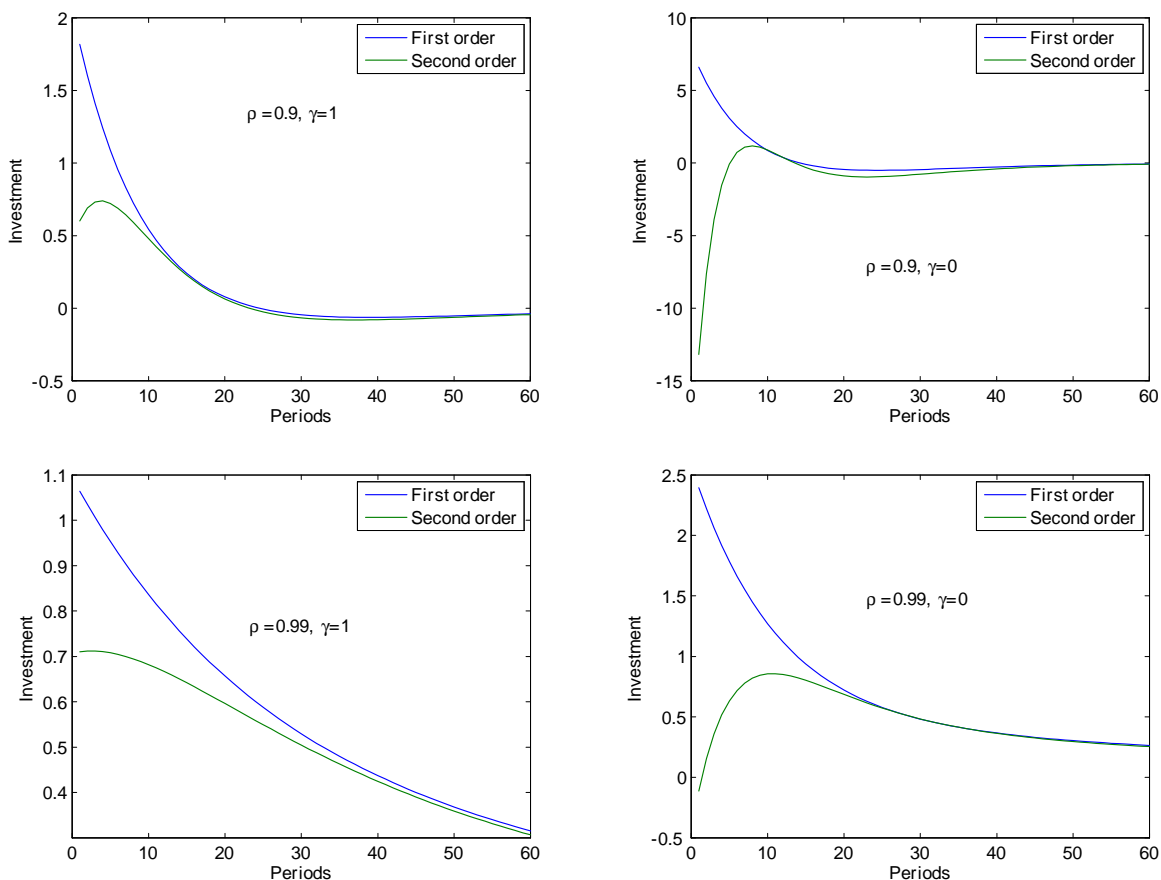 2
1.5
1
0.5
0
-0.5
Investment
First order
Second order
ρ =0.9, γ=1
0 10 20 30 40 50 60
Periods
10
5
0
-5
-10
-15
Investment
First order
Second order
ρ =0.9, γ=0
0 10 20 30 40 50 60
Periods
1.1
1
0.9
0.8
0.7
0.6
0.5
0.4
Investment
First order
Second order
ρ =0.99, γ=1
0 10 20 30 40 50 60
Periods
2.5
2
1.5
1
0.5
0
-0.5
Investment
First order
Second order
ρ =0.99, γ=0
0 10 20 30 40 50 60
Periods